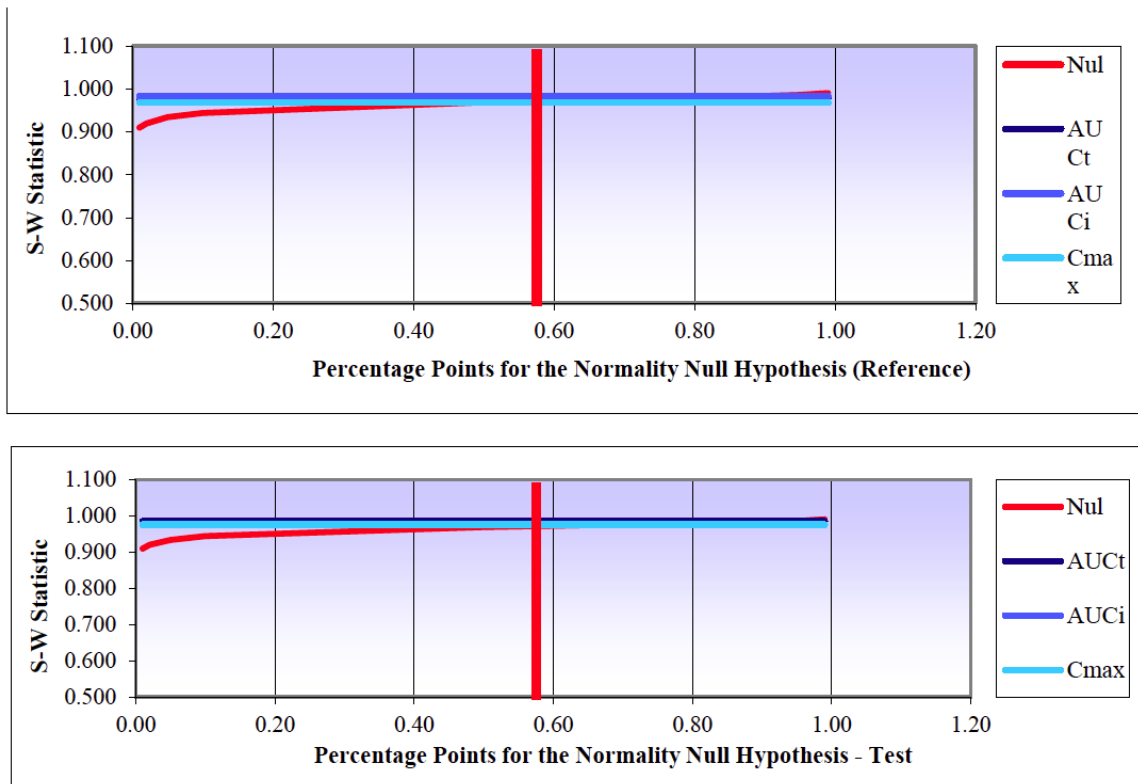 1.100
1.000
0.900
0.800
0.700
0.600
0.500
S-W Statistic
0.00 0.20 0.40 0.60 0.80 1.00 1.20
Percentage Points for the Normality Null Hypothesis (Reference)
Nul
AU
Ct
AU
Ci
Cma
x
1.100
1.000
0.900
0.800
0.700
0.600
0.500
S-W Statistic
0.00 0.20 0.40 0.60 0.80 1.00 1.20
Percentage Points for the Normality Null Hypothesis - Test
Nul
AUCt
AUCi
Cmax